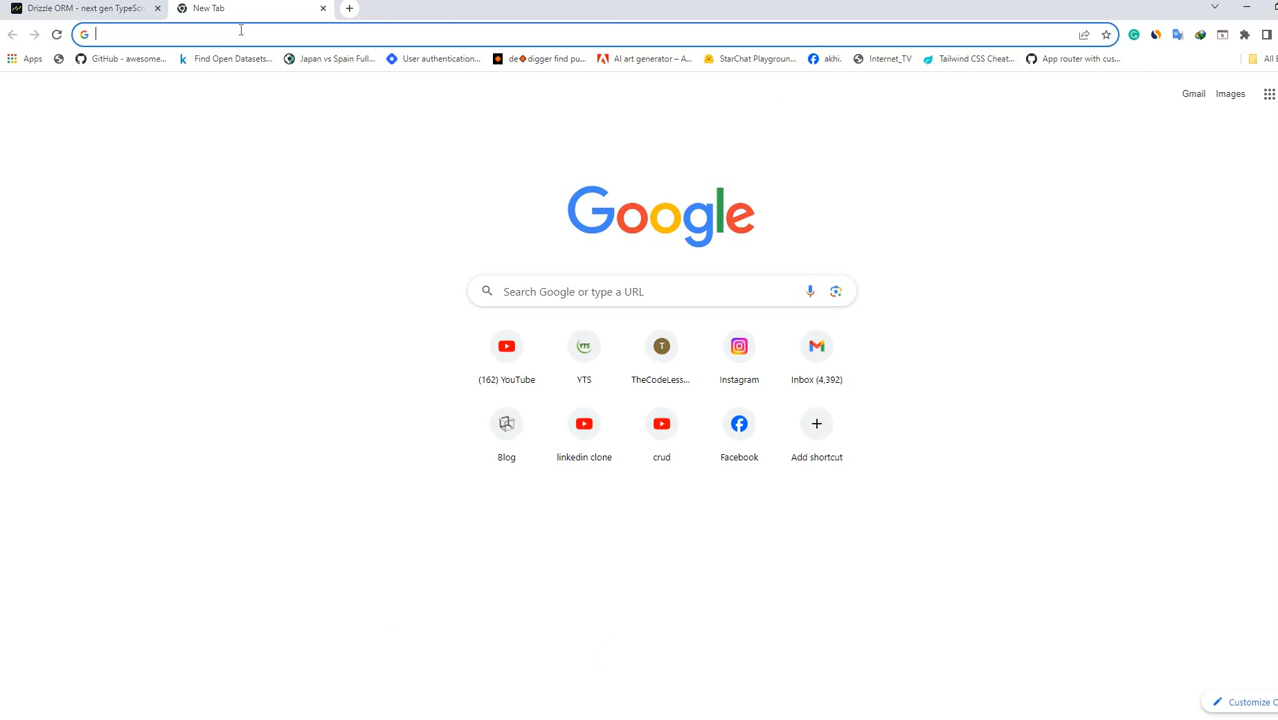 Drizzle ORM - next gen TypeScr
New Tab
Apps
GitHub - awesome...
Find Open Datasets...
Japan vs Spain Full...
User authentication...
de◆digger find pu...
AI art generator – A...
StarChat Playgroun...
akhi.
Internet_TV
Tailwind CSS Cheat...
App router with cus...
All B
Gmail
Images
Google
Search Google or type a URL
(162) YouTube
YTS
TheCodeLess...
Instagram
Inbox (4,392)
Blog
linkedin clone
crud
Facebook
Add shortcut
Customize C